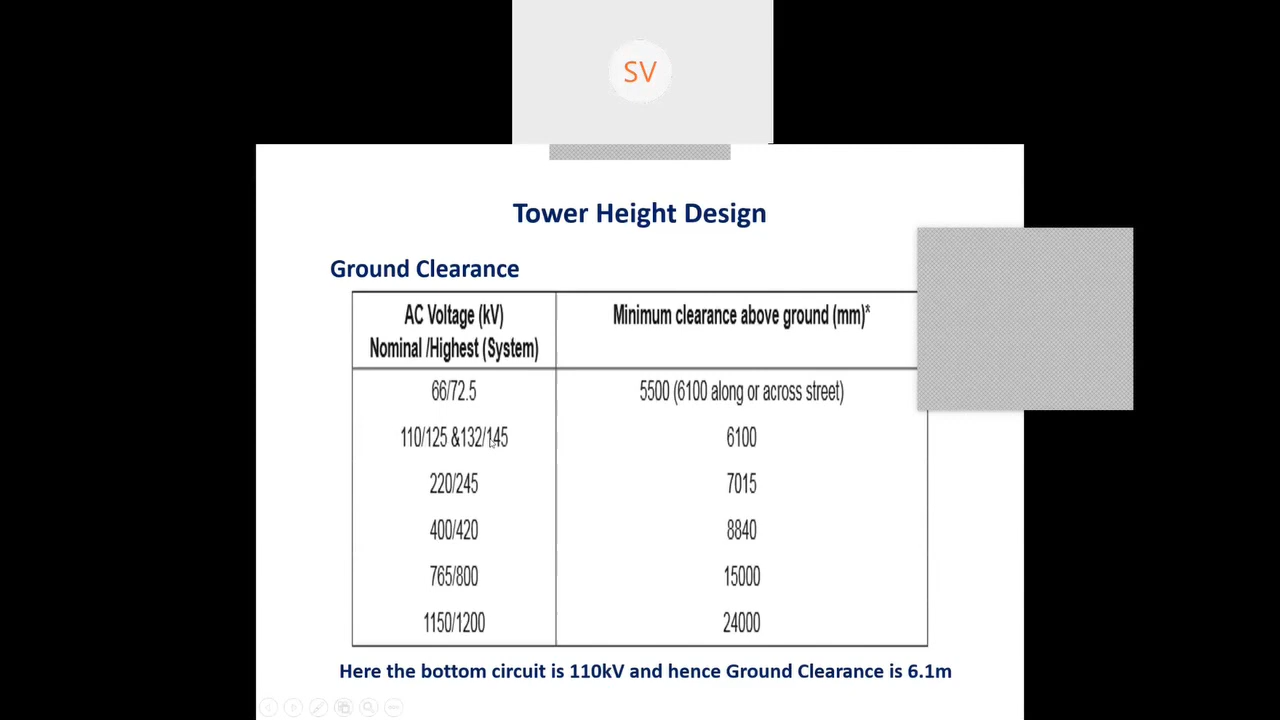 SV
Tower Height Design
Ground Clearance
AC Voltage (kV) Minimum clearance above ground (mm)*
Nominal /Highest (System)
66/72.5 5500 (6100 along or across street)
110/125 &132/145 6100
220/245 7015
400/420 8840
765/800 15000
1150/1200 24000
Here the bottom circuit is 110kV and hence Ground Clearance is 6.1m